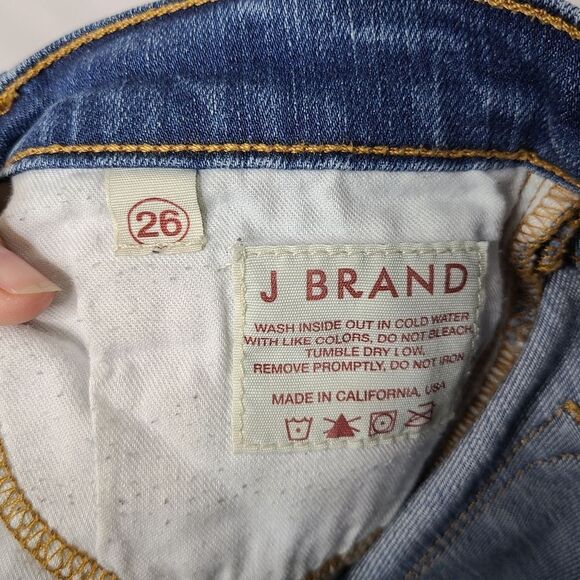 26
J BRAND
WASH INSIDE OUT IN COLD WATER
WITH LIKE COLORS, DO NOT BLEACH,
TUMBLE DRY LOW,
REMOVE PROMPTLY, DO NOT IRON
MADE IN CALIFORNIA, USA